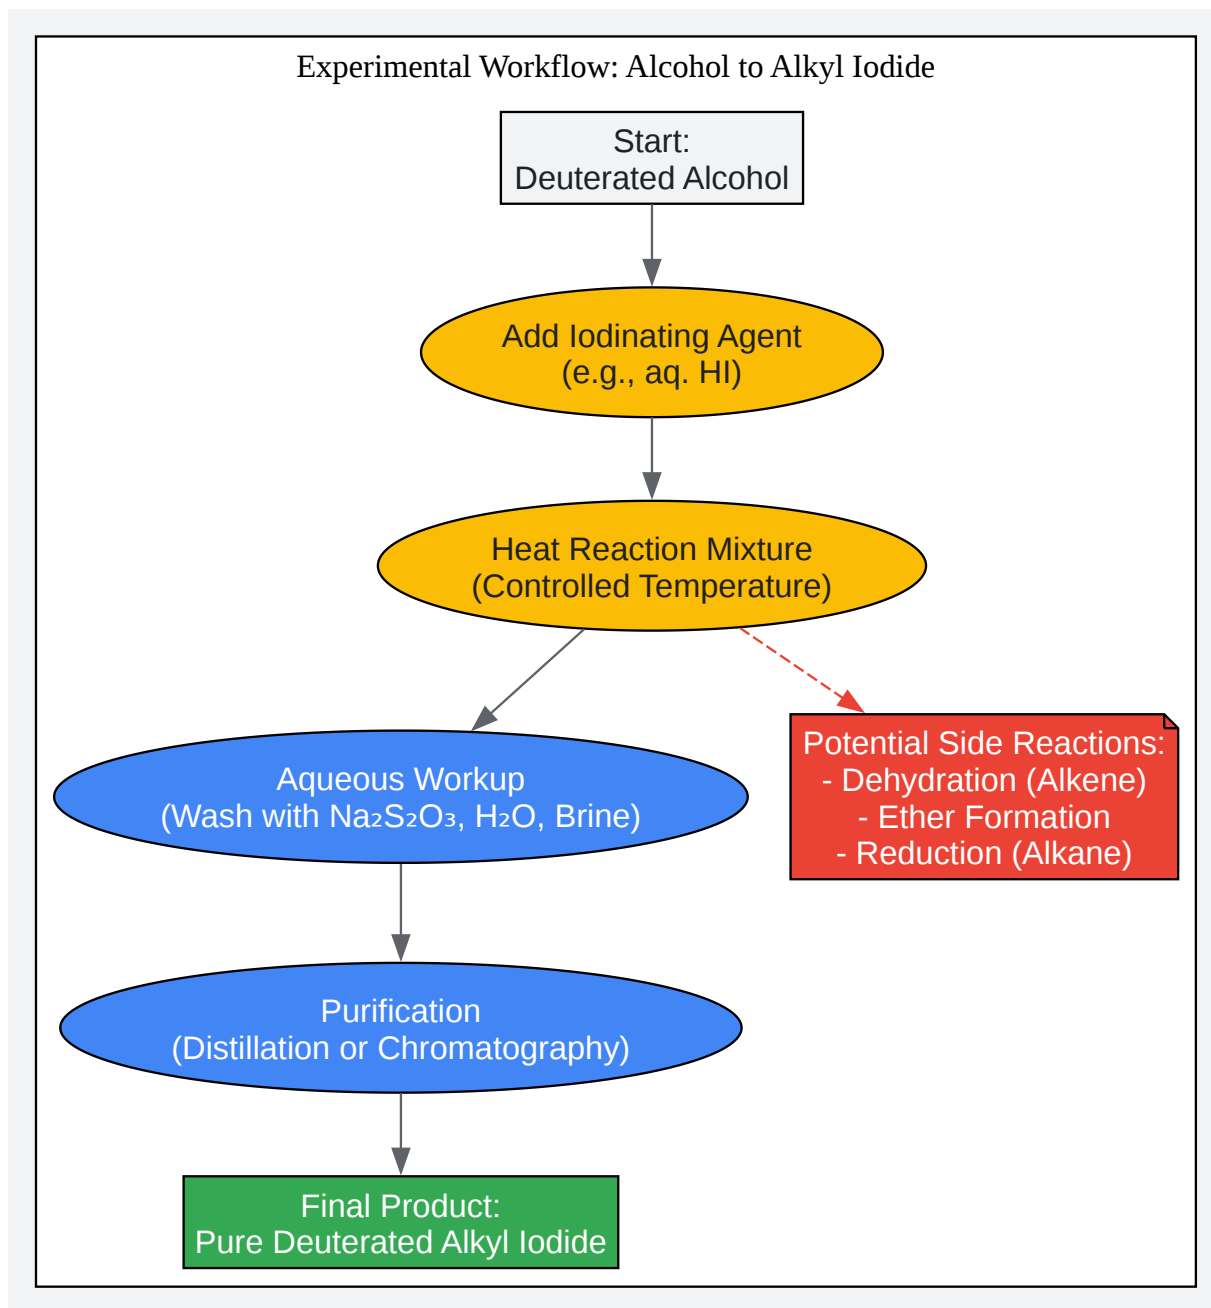 Experimental Workflow: Alcohol to Alkyl Iodide
Start:
Deuterated Alcohol
Add Iodinating Agent
(e.g., aq. HI)
Heat Reaction Mixture
(Controlled Temperature)
Aqueous Workup
(Wash with Na₂S₂O₃, H₂O, Brine)
Potential Side Reactions:
- Dehydration (Alkene)
- Ether Formation
- Reduction (Alkane)
Purification
(Distillation or Chromatography)
Final Product:
Pure Deuterated Alkyl Iodide